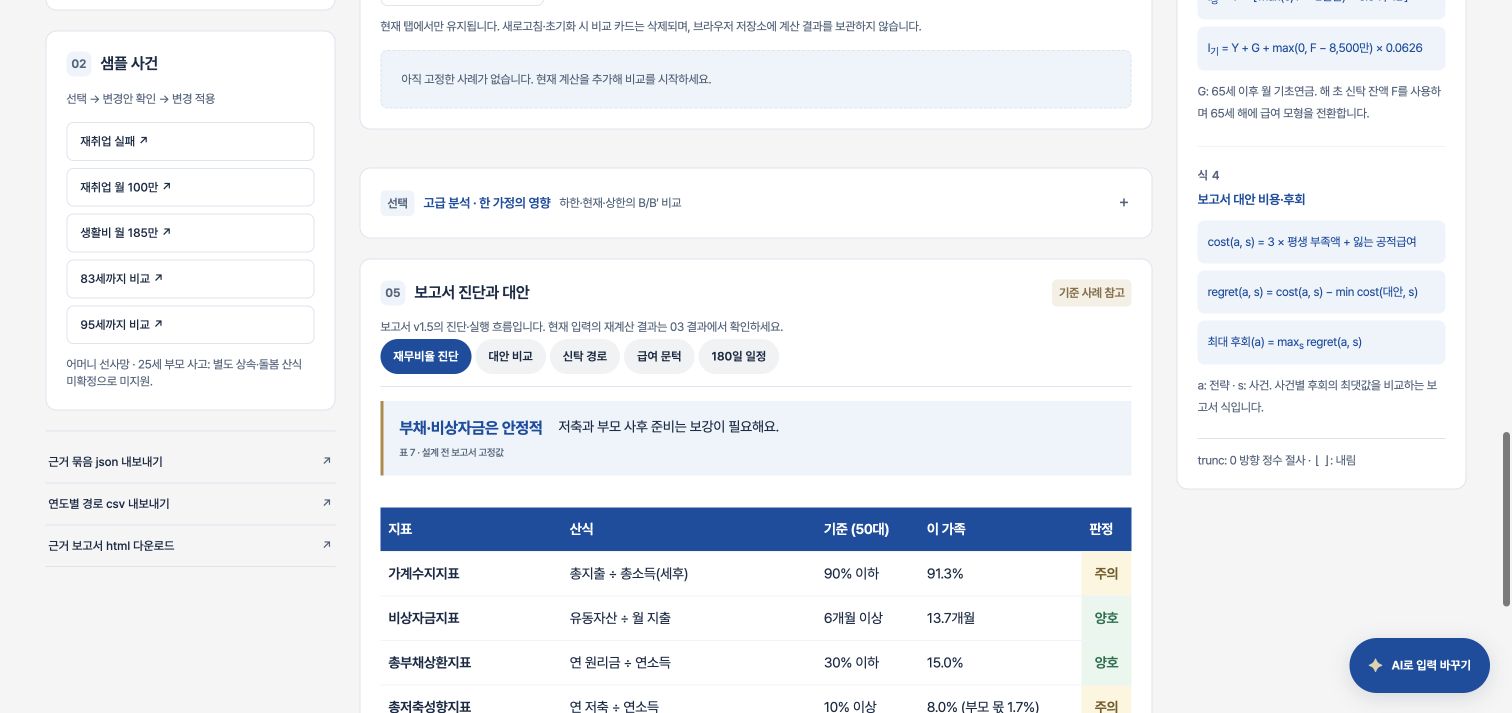 02 샘플 사건
선택 → 변경안 확인 → 변경 적용
재취업 실패 ↗
재취업 월 100만 ↗
생활비 월 185만 ↗
83세까지 비교 ↗
95세까지 비교 ↗
어머니 선사망 · 25세 부모 사고: 별도 상속·돌봄 산식
미확정으로 미지원.
근거 묶음 json 내보내기 ↗
연도별 경로 csv 내보내기 ↗
근거 보고서 html 다운로드 ↗
현재 탭에서만 유지됩니다. 새로고침·초기화 시 비교 카드는 삭제되며, 브라우저 저장소에 계산 결과를 보관하지 않습니다.
아직 고정한 사례가 없습니다. 현재 계산을 추가해 비교를 시작하세요.
선택 고급 분석 · 한 가정의 영향 하한·현재·상한의 B/B′ 비교 +
05 보고서 진단과 대안 기준 사례 참고
보고서 v1.5의 진단·실행 흐름입니다. 현재 입력의 재계산 결과는 03 결과에서 확인하세요.
재무비율 진단 대안 비교 신탁 경로 급여 문턱 180일 일정
부채·비상자금은 안정적 저축과 부모 사후 준비는 보강이 필요해요.
표 7 · 설계 전 보고서 고정값
지표 산식 기준 (50대) 이 가족 판정
가계수지지표 총지출 ÷ 총소득(세후) 90% 이하 91.3% 주의
비상자금지표 유동자산 ÷ 월 지출 6개월 이상 13.7개월 양호
총부채상환지표 연 원리금 ÷ 연소득 30% 이하 15.0% 양호
총저축성향지표 연 저축 ÷ 연소득 10% 이상 8.0% (부모 몫 1.7%) 주의
I기 = Y + G + max(0, F − 8,500만) × 0.0626
G: 65세 이후 월 기초연금. 해 초 신탁 잔액 F를 사용하
며 65세 해에 급여 모형을 전환합니다.
식 4
보고서 대안 비용·후회
cost(a, s) = 3 × 평생 부족액 + 잃는 공적급여
regret(a, s) = cost(a, s) − min cost(대안, s)
최대 후회(a) = maxs regret(a, s)
a: 전략 · s: 사건. 사건별 후회의 최댓값을 비교하는 보
고서 식입니다.
trunc: 0 방향 정수 절사 · ⌊ ⌋: 내림
AI로 입력 바꾸기